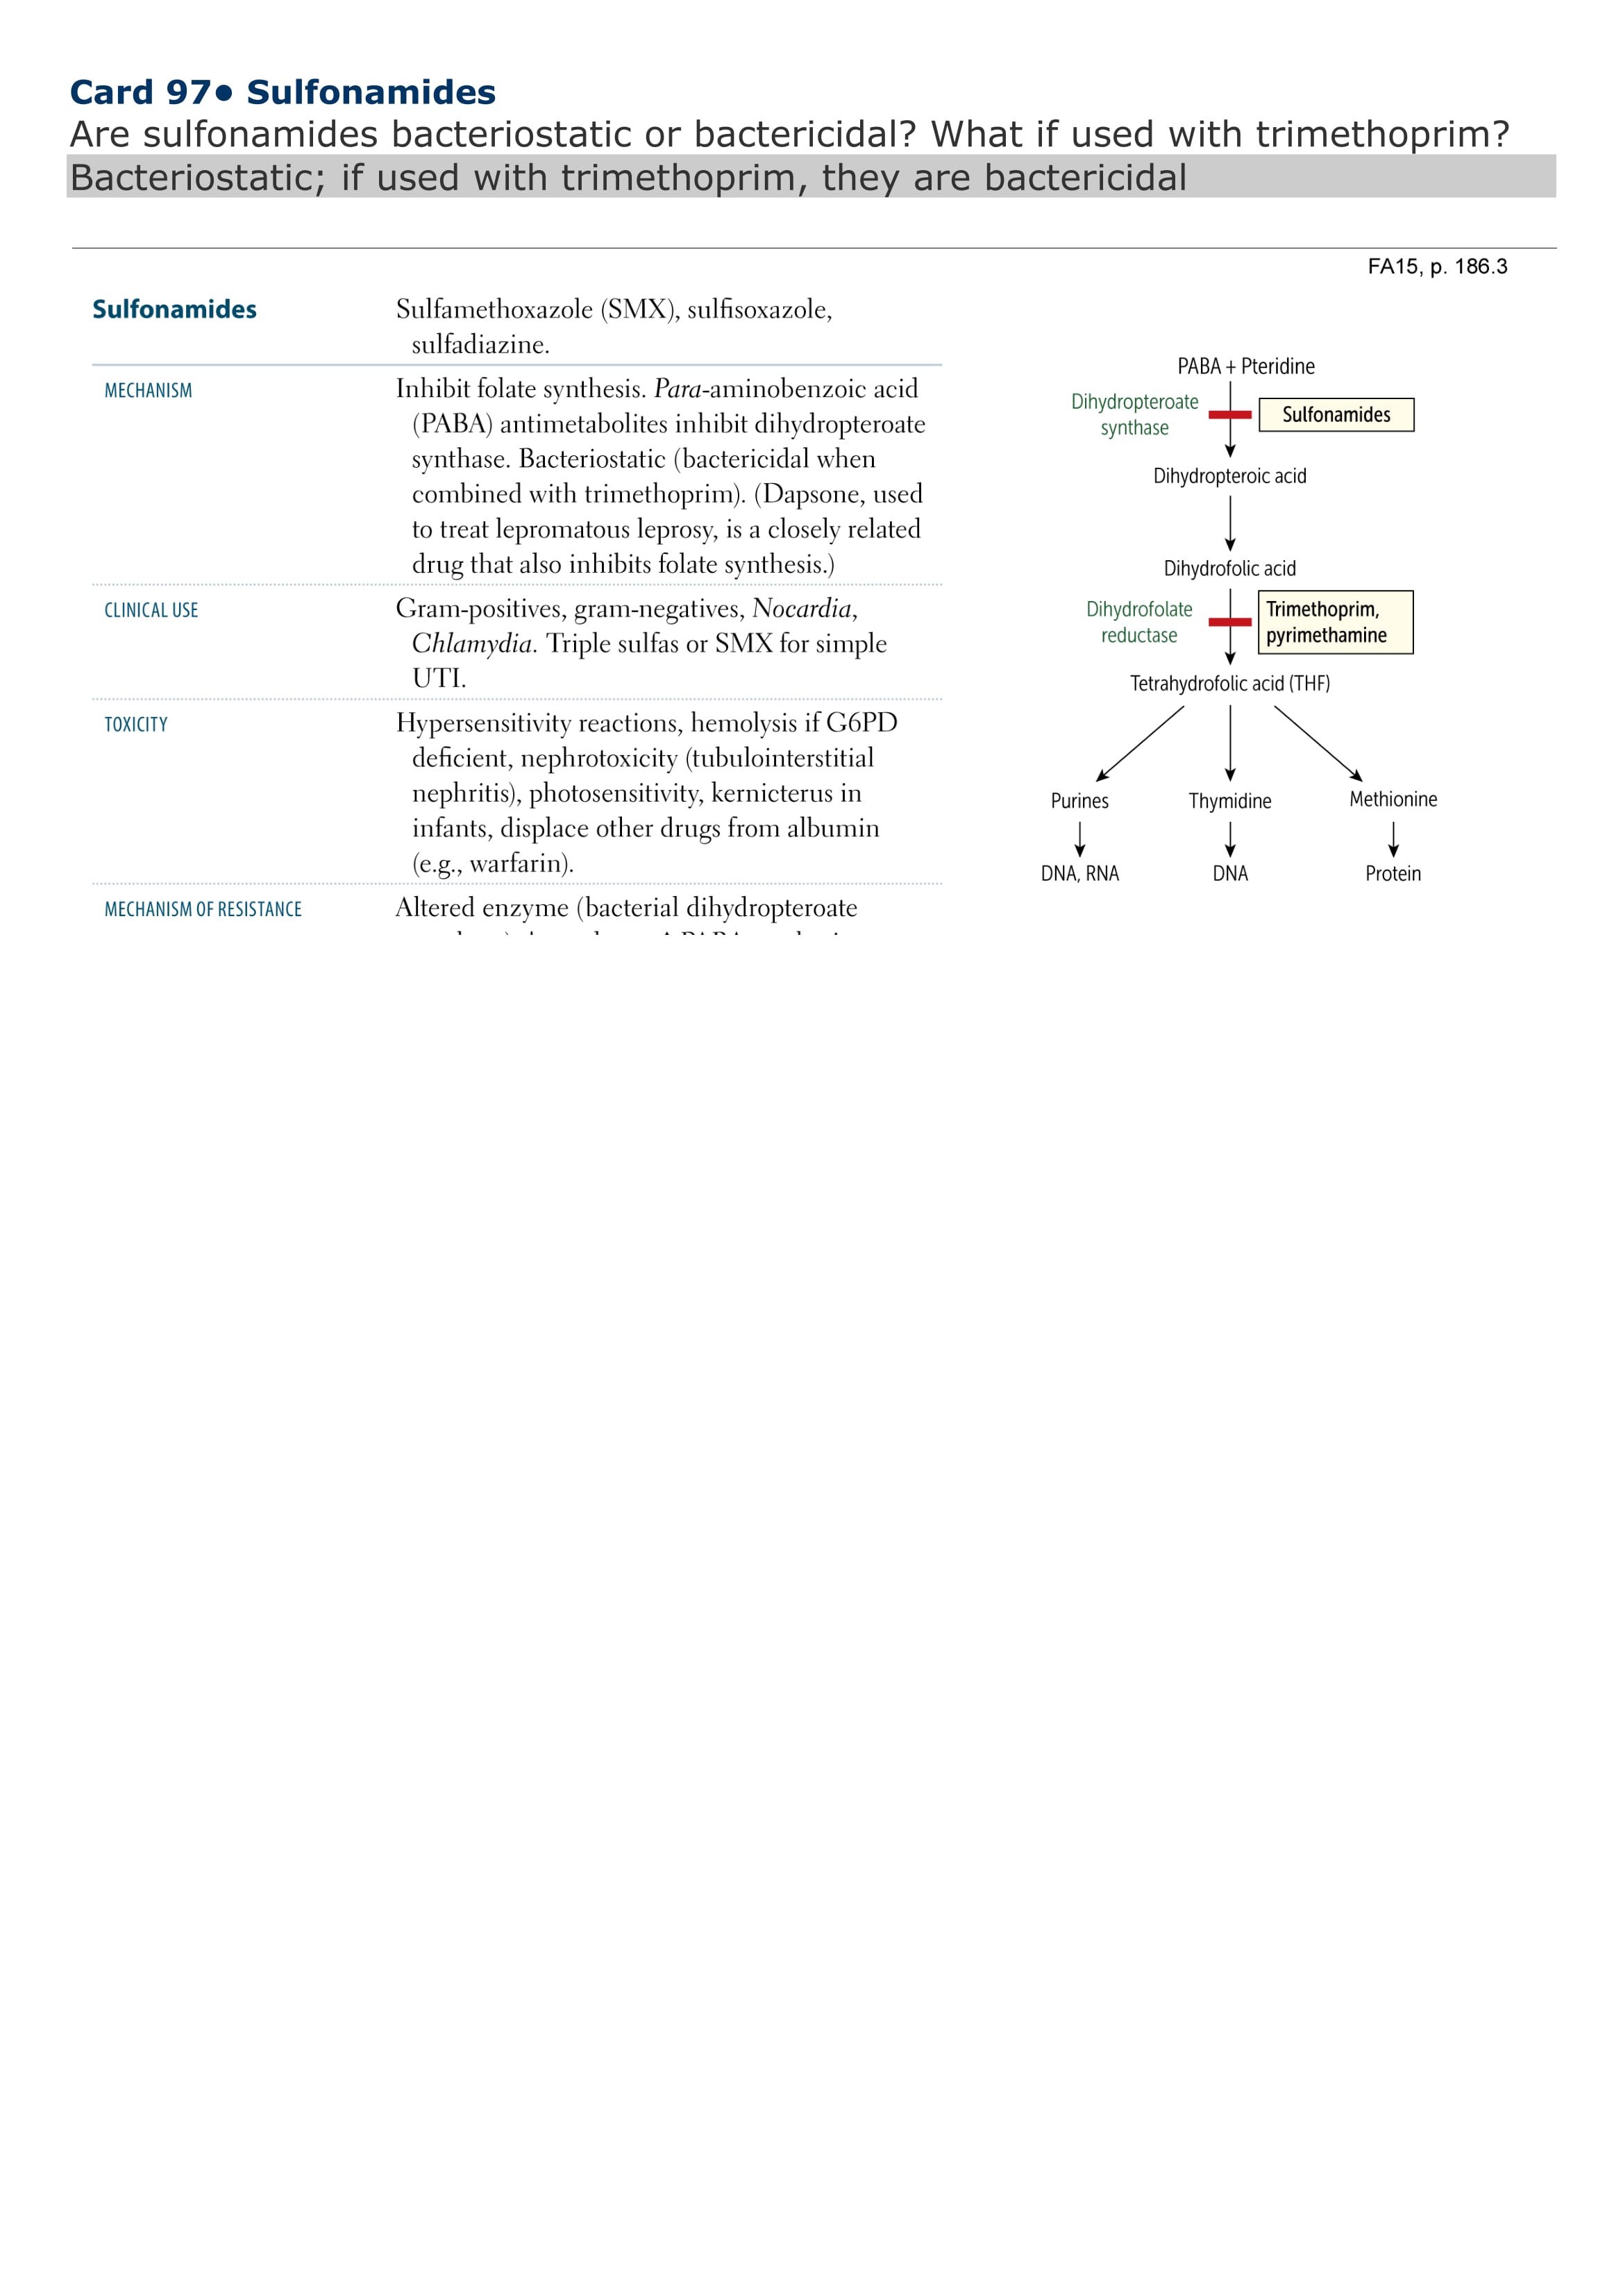 Card 97● Sulfonamides
Are sulfonamides bacteriostatic or bactericidal? What if used with trimethoprim?
Bacteriostatic; if used with trimethoprim, they are bactericidal
FA15, p. 186.3
Sulfonamides
Sulfamethoxazole (SMX), sulfisoxazole,
sulfadiazine.
MECHANISM
Inhibit folate synthesis. Para-aminobenzoic acid
(PABA) antimetabolites inhibit dihydropteroate
synthase. Bacteriostatic (bactericidal when
combined with trimethoprim). (Dapsone, used
to treat lepromatous leprosy, is a closely related
drug that also inhibits folate synthesis.)
CLINICAL USE
Gram-positives, gram-negatives, Nocardia,
Chlamydia. Triple sulfas or SMX for simple
UTI.
TOXICITY
Hypersensitivity reactions, hemolysis if G6PD
deficient, nephrotoxicity (tubulointerstitial
nephritis), photosensitivity, kernicterus in
infants, displace other drugs from albumin
(e.g., warfarin).
MECHANISM OF RESISTANCE
Altered enzyme (bacterial dihydropteroate
PABA + Pteridine
Dihydropteroate
synthase
Sulfonamides
Dihydropteroic acid
Dihydrofolic acid
Dihydrofolate
reductase
Trimethoprim,
pyrimethamine
Tetrahydrofolic acid (THF)
Purines
Thymidine
Methionine
DNA, RNA
DNA
Protein